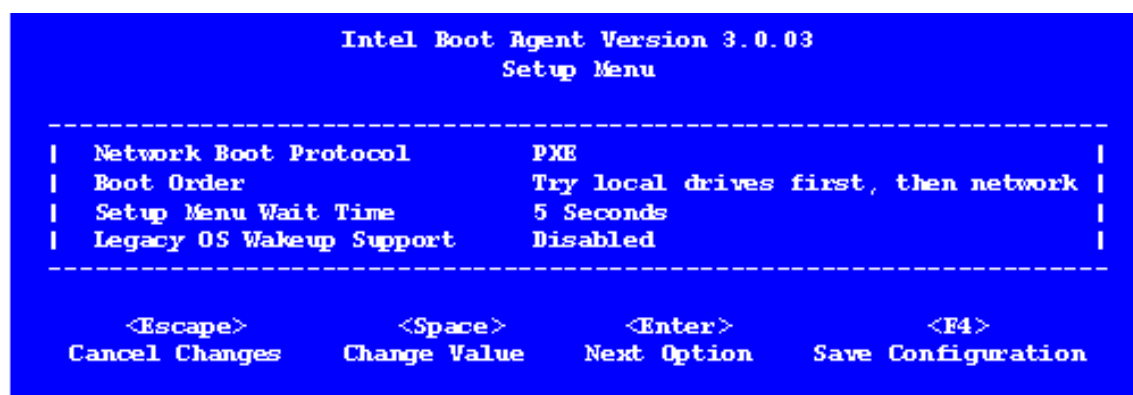 Intel Boot Agent Version 3.0.03
Setup Menu
Network Boot Protocol PXE
Boot Order Try local drives first, then network
Setup Menu Wait Time 5 Seconds
Legacy OS Wakeup Support Disabled
<Escape> <Space> <Enter> <F4>
Cancel Changes Change Value Next Option Save Configuration